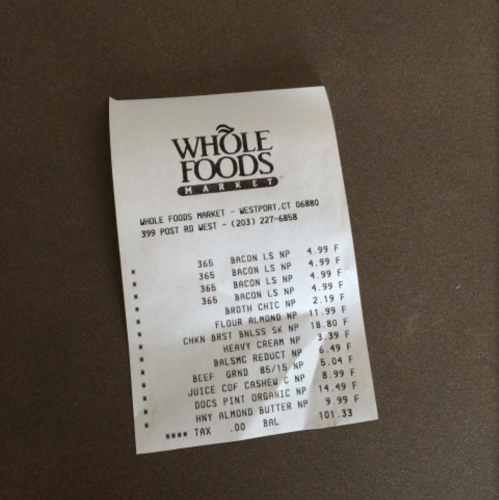 WHOLE
FOODS
MARKET
WHOLE FOODS MARKET - WESTPORT,CT 06880
399 POST RD WEST - (203) 227-6858
365 BACON LS NP 4.99 F
365 BACON LS NP 4.99 F
365 BACON LS NP 4.99 F
365 BACON LS NP 4.99 F
BROTH CHIC NP 2.19 F
FLOUR ALMOND NP 11.99 F
CHKN BRST BNLSS SK NP 18.80 F
HEAVY CREAM NP 3.39 F
BALSMC REDUCT NP 6.49 F
BEEF GRND 85/15 NP 5.04 F
JUICE COF CASHEW C NP 8.99 F
DOCS PINT ORGANIC NP 14.49 F
HNY ALMOND BUTTER NP 9.99 F
**** TAX .00 BAL 101.33